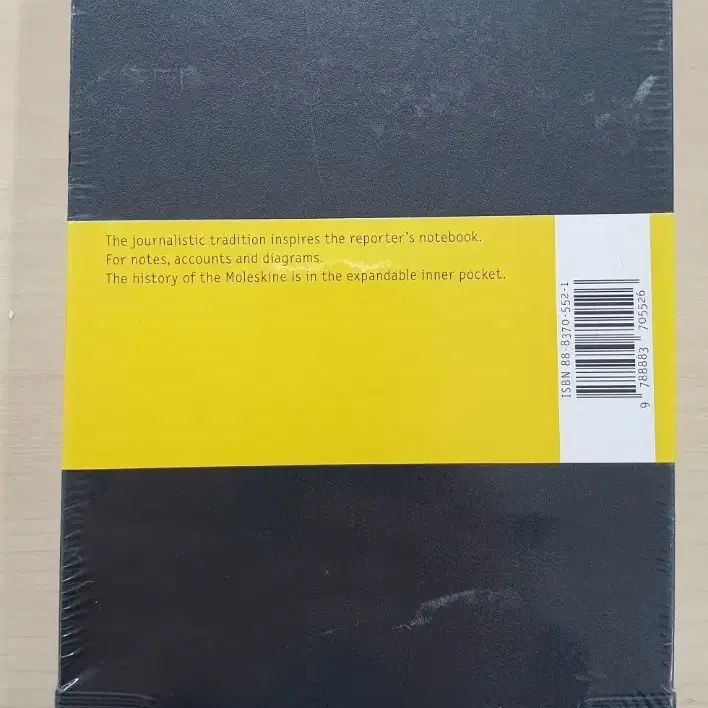 The journalistic tradition inspires the reporter's notebook.
For notes, accounts and diagrams.
The history of the Moleskine is in the expandable inner pocket.
ISBN 88-8370-552-1
9 788883 705526